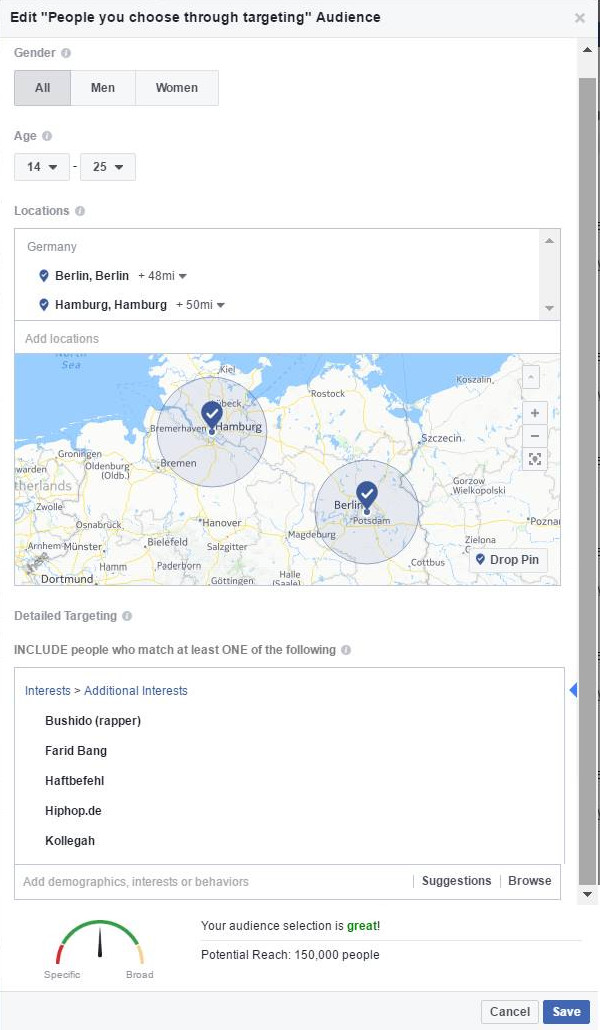 Edit "People you choose through targeting" Audience
Gender
All Men Women
Age
14 - 25
Locations
Germany
Berlin, Berlin + 48mi
Hamburg, Hamburg + 50mi
Add locations
North
Sea
Kiel
Koszalin
Rostock
Lübeck
Bremerhaven Hamburg
Szczecin
Groningen
Oldenburg
(Oldb.)
Bremen
warden
therlands
Gorzow
Wielkopolski
Zwolle
Berlin
Potsdam
Osnabrück
Hanover
Poznan
Magdeburg
Arnhem Münster
Bielefeld
Salzgitter
Zielona
Hamm
Paderborn
Cottbus
Drop Pin
Dortmund
Göttingen
Halle
(Saale)
Detailed Targeting
INCLUDE people who match at least ONE of the following
Interests > Additional Interests
Bushido (rapper)
Farid Bang
Haftbefehl
Hiphop.de
Kollegah
Add demographics, interests or behaviors | Suggestions | Browse
Your audience selection is great!
Specific Broad
Potential Reach: 150,000 people
Cancel Save